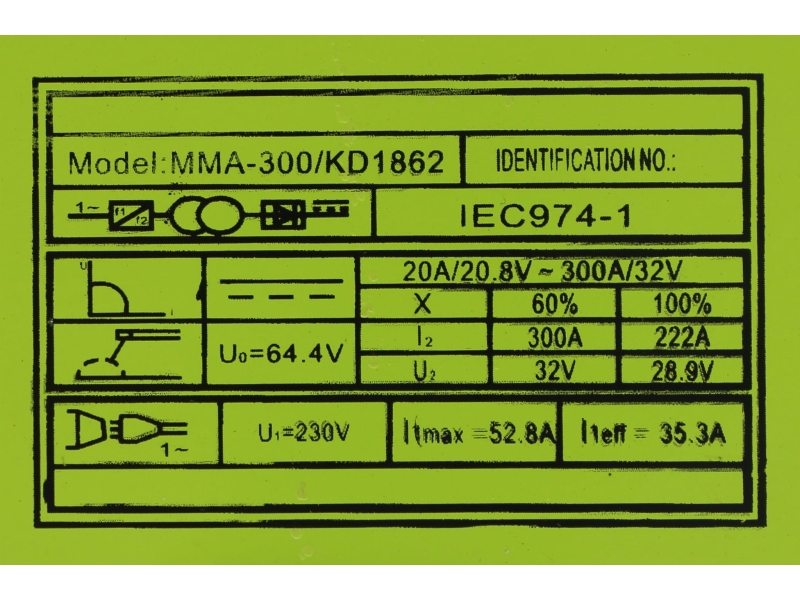 Model:MMA-300/KD1862 IDENTIFICATION NO.:
1~ f1 f2 IEC974-1
U I 20A/20.8V ~ 300A/32V
X 60% 100%
U₀=64.4V I₂ 300A 222A
U₂ 32V 28.9V
1~ U₁=230V I1max =52.8A I1eff = 35.3A